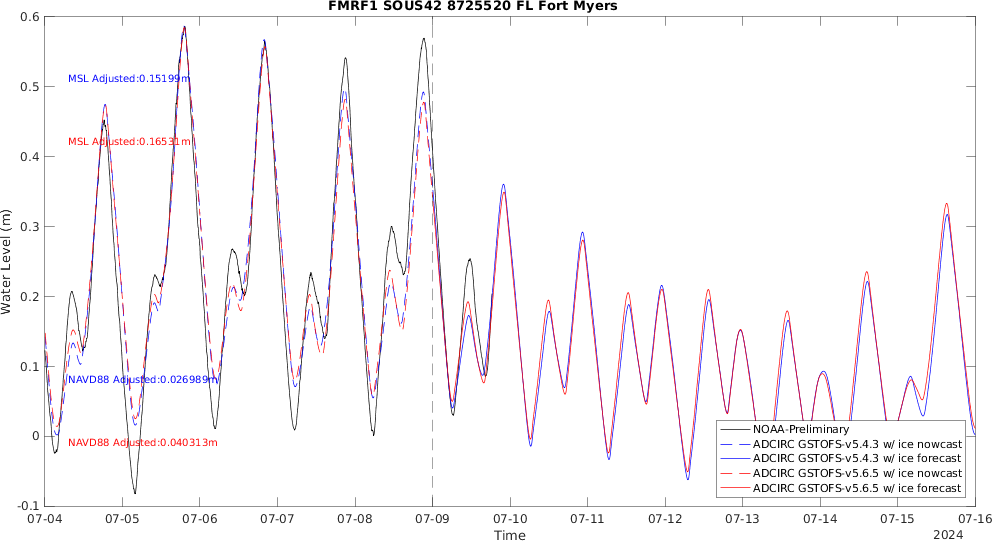 FMRF1 SOUS42 8725520 FL Fort Myers
Water Level (m)
0.6
0.5
0.4
0.3
0.2
0.1
0
-0.1
MSL Adjusted:0.15199m
MSL Adjusted:0.16531m
NAVD88 Adjusted:0.026989m
NAVD88 Adjusted:0.040313m
NOAA-Preliminary
ADCIRC GSTOFS-v5.4.3 w/ ice nowcast
ADCIRC GSTOFS-v5.4.3 w/ ice forecast
ADCIRC GSTOFS-v5.6.5 w/ ice nowcast
ADCIRC GSTOFS-v5.6.5 w/ ice forecast
07-04 07-05 07-06 07-07 07-08 07-09 07-10 07-11 07-12 07-13 07-14 07-15 07-16
Time
2024